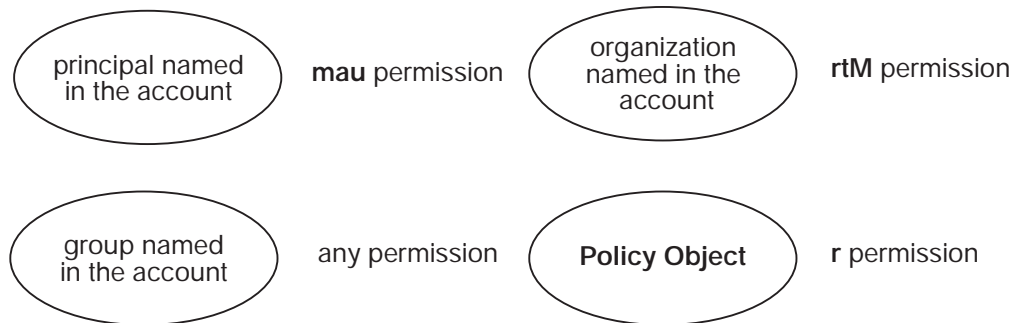 principal named
in the account
mau permission
organization
named in the
account
rtM permission
group named
in the account
any permission
Policy Object
r permission